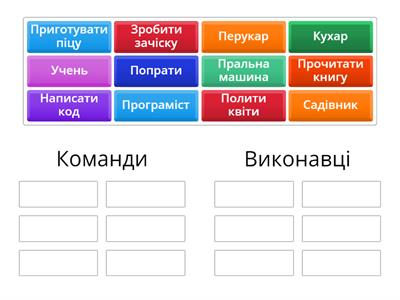 Приготувати
піцу
Зробити
зачіску
Перукар
Кухар
Учень
Попрати
Пральна
машина
Прочитати
книгу
Написати
код
Програміст
Полити
квіти
Садівник
Команди
Виконавці